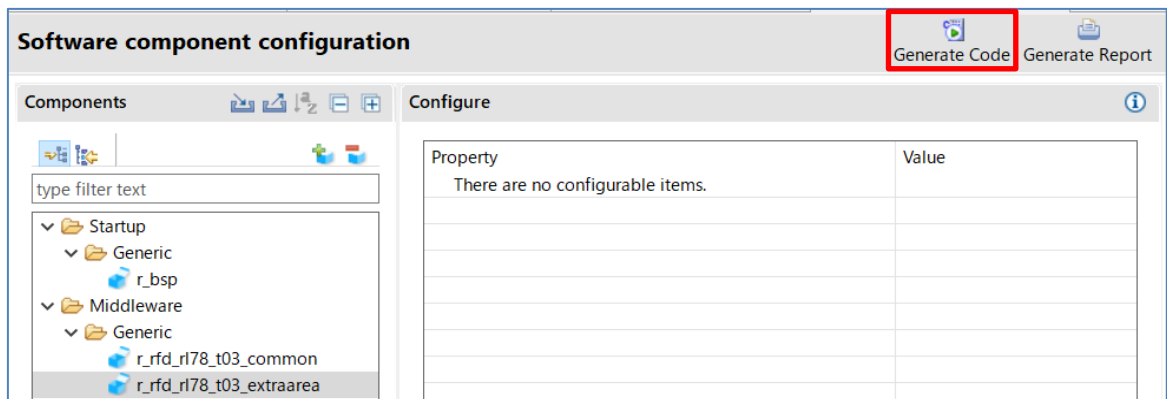 Software component configuration
Generate Code Generate Report
Components
Configure
type filter text
Property Value
There are no configurable items.
Startup
Generic
r_bsp
Middleware
Generic
r_rfd_rl78_t03_common
r_rfd_rl78_t03_extraarea